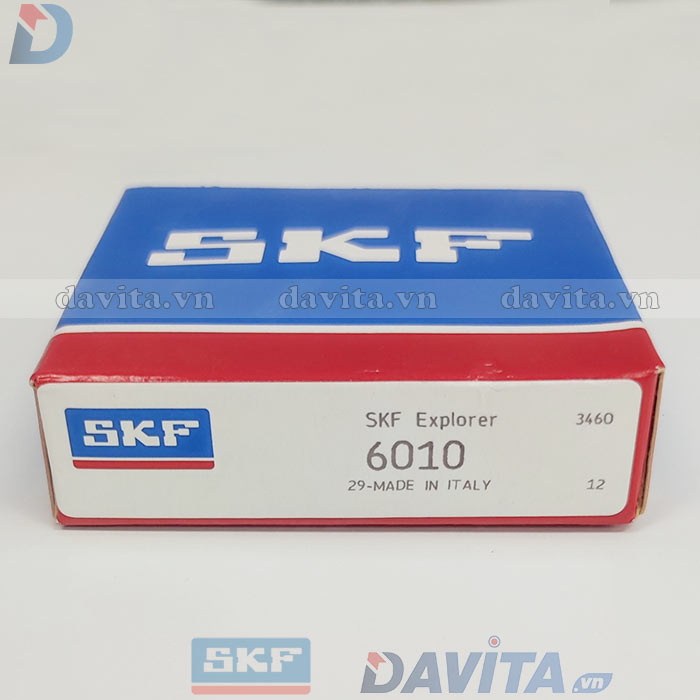 D
SKF
davita.vn davita.vn davita.vn
SKF
SKF Explorer 3460
6010
29-MADE IN ITALY 12
SKF
DAVITA.vn